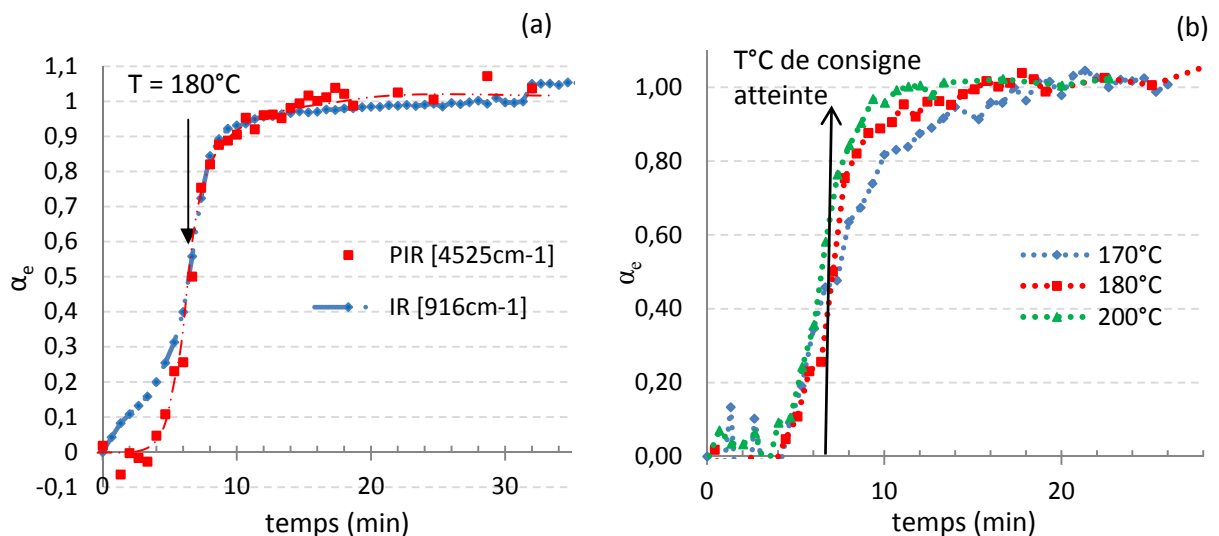 (a)
1,1
1
0,9
0,8
0,7
0,6
0,5
0,4
0,3
0,2
0,1
0
-0,1
αe
T = 180°C
PIR [4525cm-1]
IR [916cm-1]
0
10
20
30
temps (min)
(b)
T°C de consigne
atteinte
1,00
0,80
0,60
0,40
0,20
0,00
αe
170°C
180°C
200°C
0
10
20
temps (min)